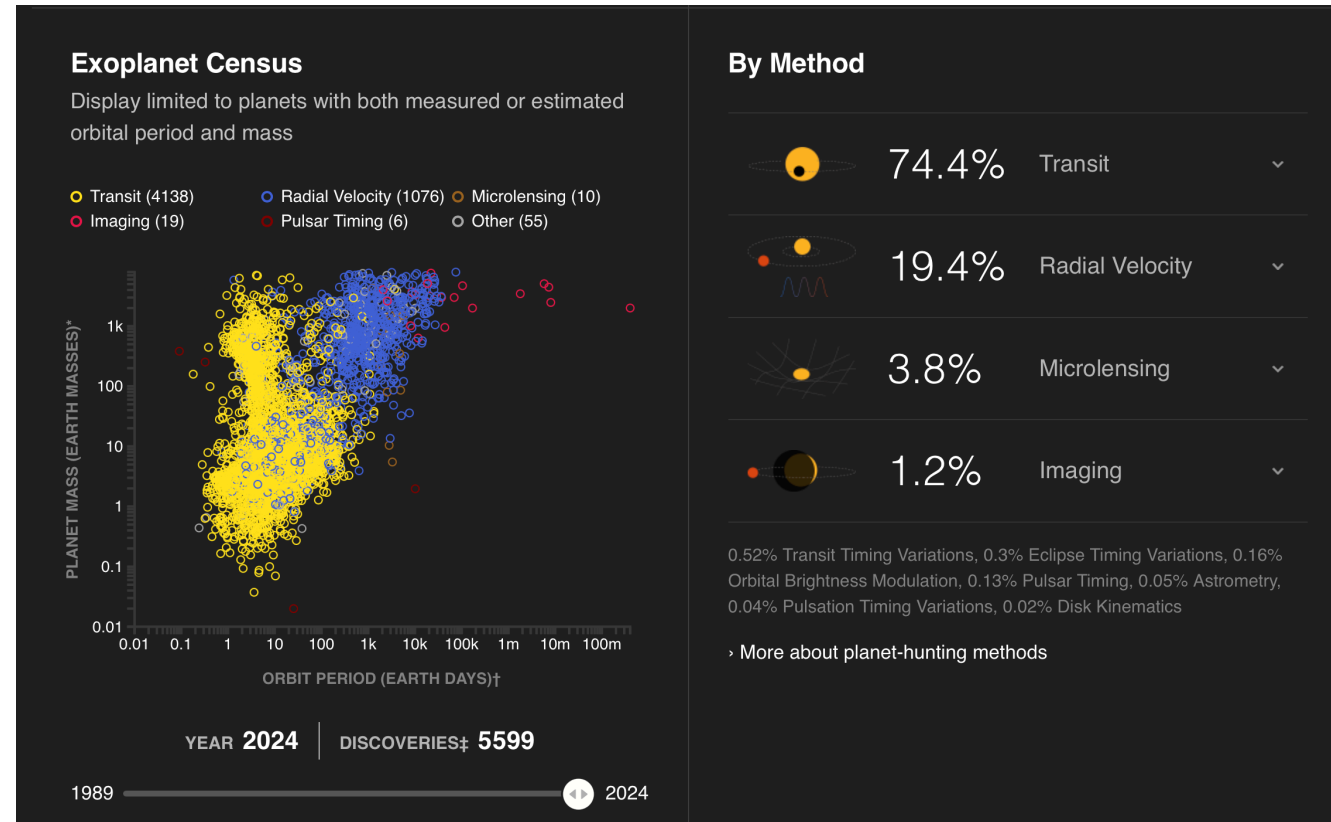 Exoplanet Census
Display limited to planets with both measured or estimated
orbital period and mass
Transit (4138)
Radial Velocity (1076)
Microlensing (10)
Imaging (19)
Pulsar Timing (6)
Other (55)
PLANET MASS (EARTH MASSES)*
1k
100
10
1
0.1
0.01
0.01 0.1 1 10 100 1k 10k 100k 1m 10m 100m
ORBIT PERIOD (EARTH DAYS)†
YEAR 2024 DISCOVERIES‡ 5599
1989 2024
By Method
74.4% Transit
19.4% Radial Velocity
3.8% Microlensing
1.2% Imaging
0.52% Transit Timing Variations, 0.3% Eclipse Timing Variations, 0.16%
Orbital Brightness Modulation, 0.13% Pulsar Timing, 0.05% Astrometry,
0.04% Pulsation Timing Variations, 0.02% Disk Kinematics
› More about planet-hunting methods